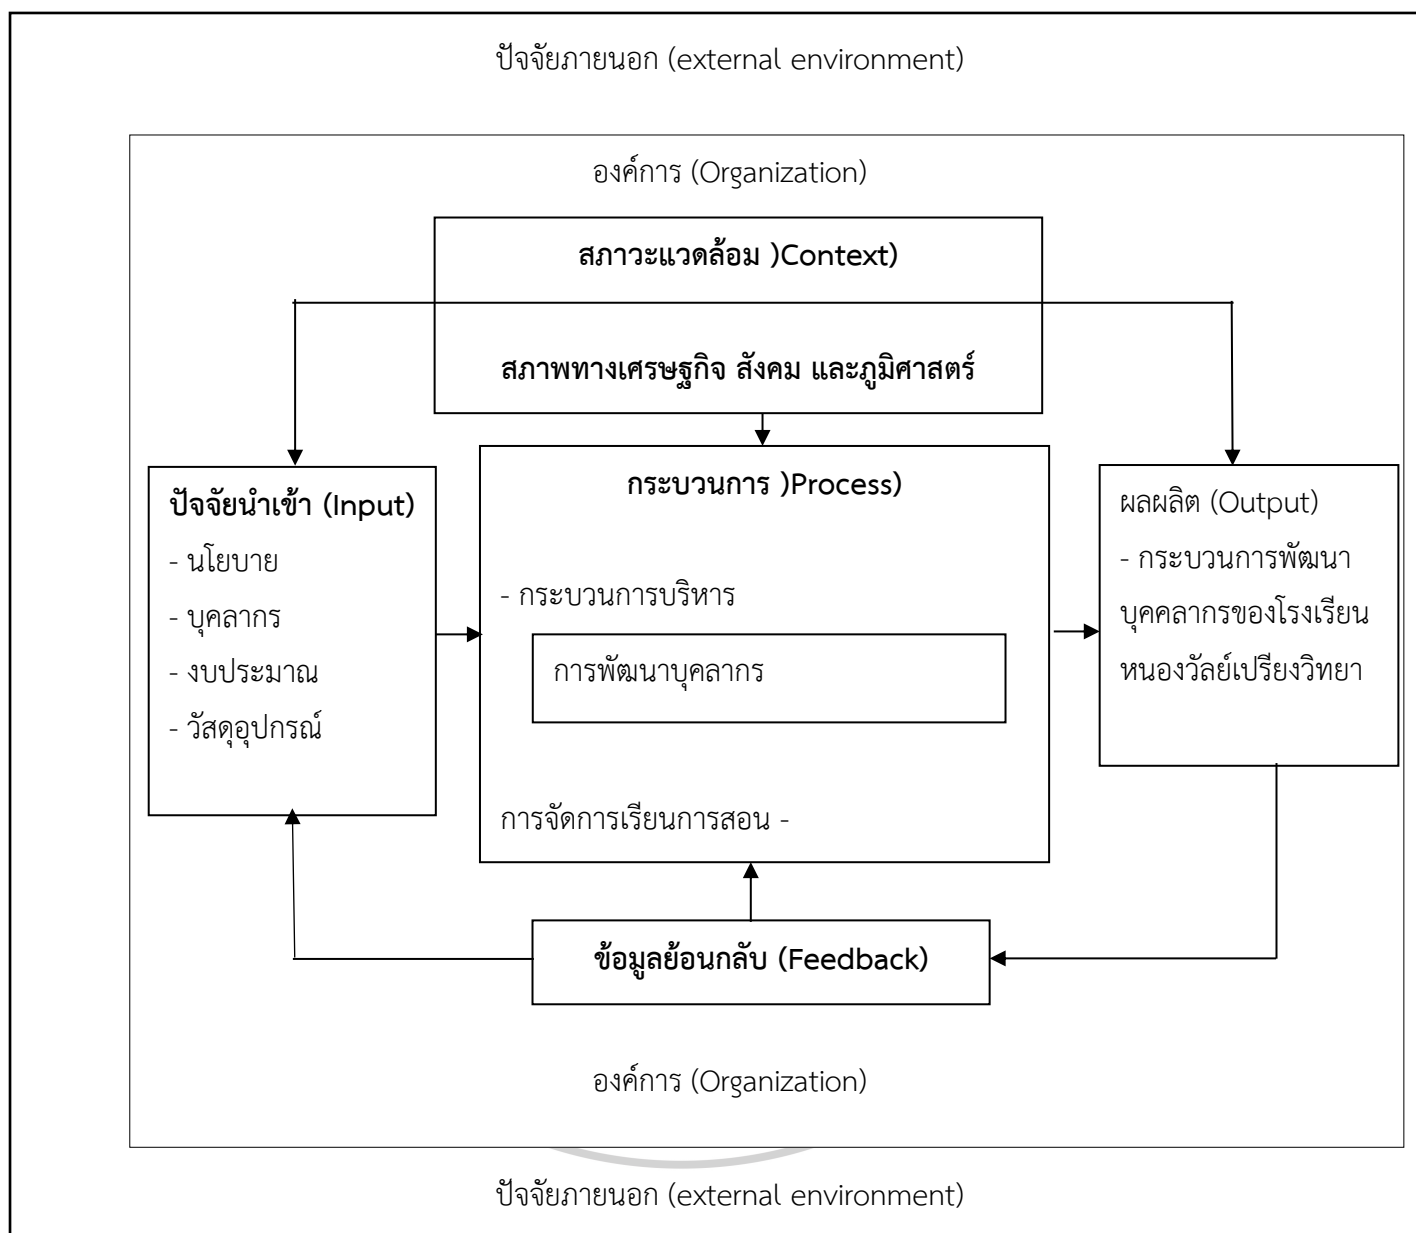 ปัจจัยภายนอก (external environment)
องค์การ (Organization)
สภาวะแวดล้อม )Context)
สภาพทางเศรษฐกิจ สังคม และภูมิศาสตร์
ปัจจัยนำเข้า (Input)
- นโยบาย
- บุคลากร
- งบประมาณ
- วัสดุอุปกรณ์
กระบวนการ )Process)
- กระบวนการบริหาร
การพัฒนาบุคลากร
การจัดการเรียนการสอน -
ผลผลิต (Output)
- กระบวนการพัฒนา
บุคคลากรของโรงเรียน
หนองวัลย์เปรียงวิทยา
ข้อมูลย้อนกลับ (Feedback)
องค์การ (Organization)
ปัจจัยภายนอก (external environment)